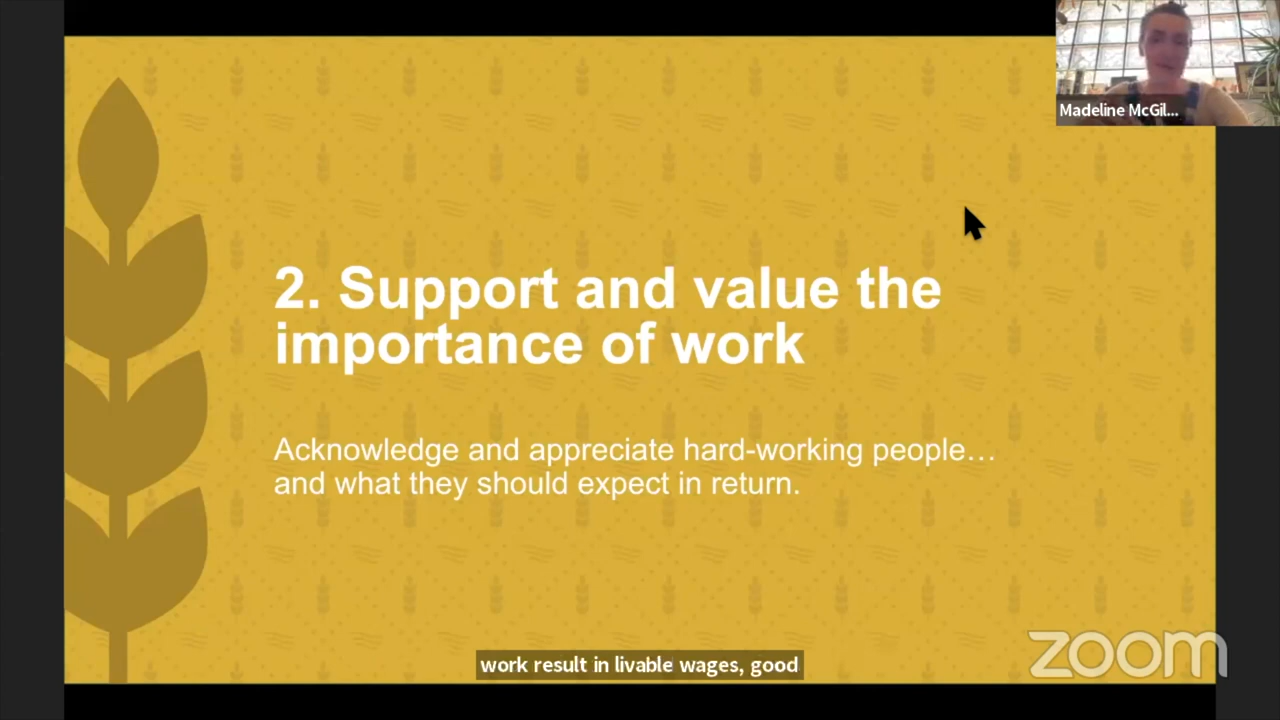 Madeline McGil...
2. Support and value the
importance of work
Acknowledge and appreciate hard-working people…
and what they should expect in return.
work result in livable wages, good
zoom